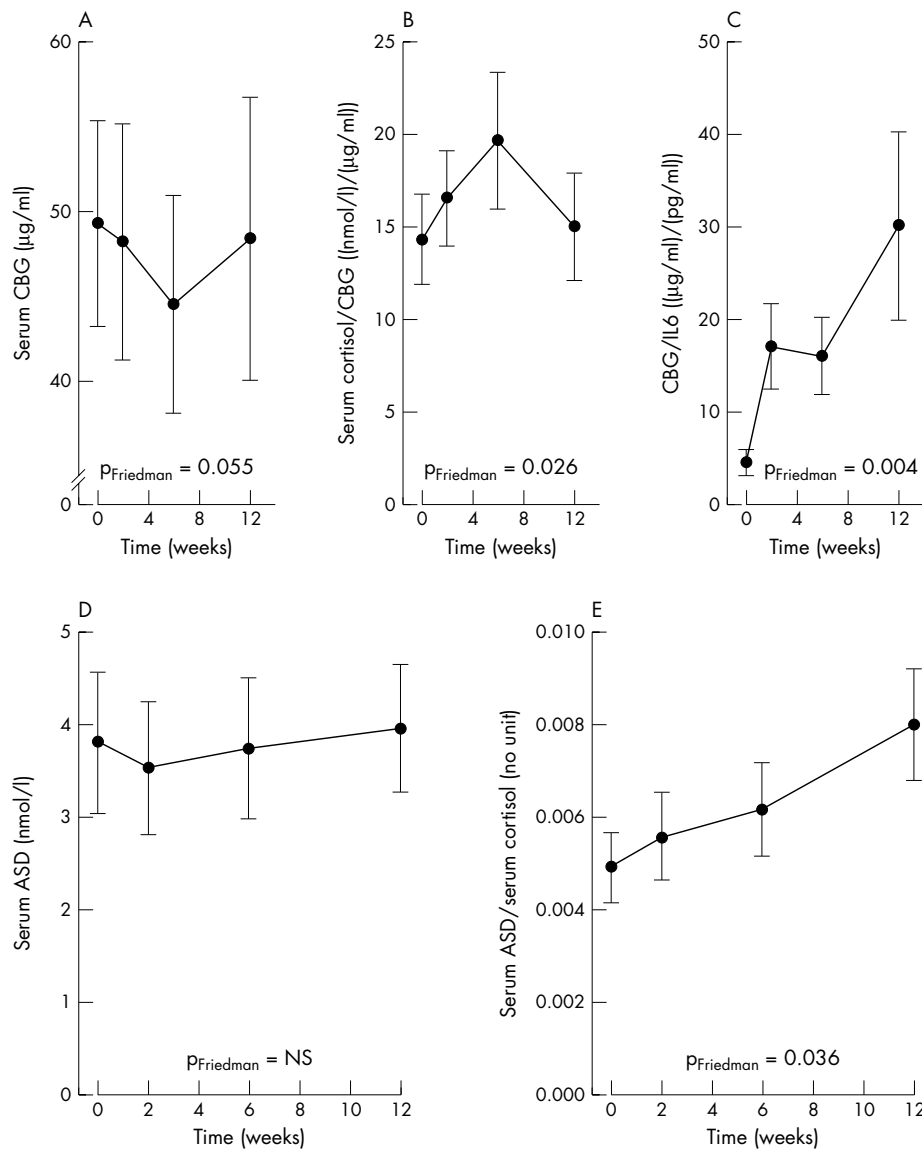 A
60
50
40
0
Serum CBG (µg/ml)
pFriedman = 0.055
0 4 8 12
Time (weeks)
B
25
20
15
10
5
0
Serum cortisol/CBG ((nmol/l)/(µg/ml))
pFriedman = 0.026
0 4 8 12
Time (weeks)
C
50
40
30
20
10
0
CBG/IL6 ((µg/ml)/(pg/ml))
pFriedman = 0.004
0 4 8 12
Time (weeks)
D
5
4
3
2
1
0
Serum ASD (nmol/l)
pFriedman = NS
0 2 4 6 8 10 12
Time (weeks)
E
0.010
0.008
0.006
0.004
0.002
0.000
Serum ASD/serum cortisol (no unit)
pFriedman = 0.036
0 2 4 6 8 10 12
Time (weeks)